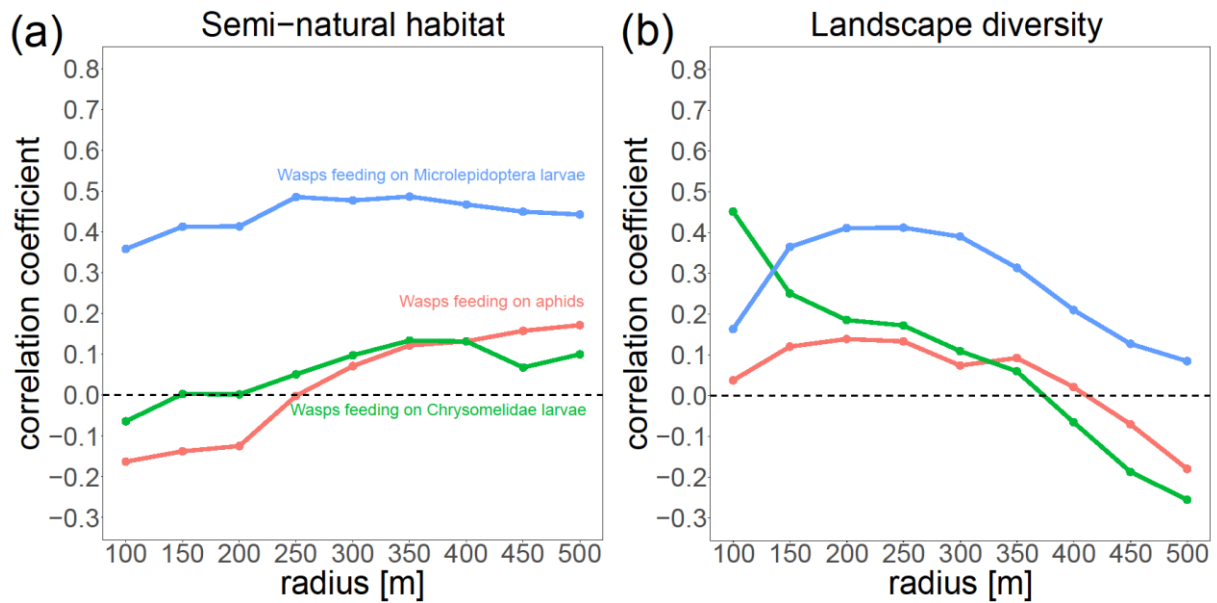 (a) Semi−natural habitat
0.8
0.7
0.6
0.5
0.4
0.3
0.2
0.1
0.0
−0.1
−0.2
−0.3
correlation coefficient
Wasps feeding on Microlepidoptera larvae
Wasps feeding on aphids
Wasps feeding on Chrysomelidae larvae
100 150 200 250 300 350 400 450 500
radius [m]
(b) Landscape diversity
0.8
0.7
0.6
0.5
0.4
0.3
0.2
0.1
0.0
−0.1
−0.2
−0.3
correlation coefficient
100 150 200 250 300 350 400 450 500
radius [m]